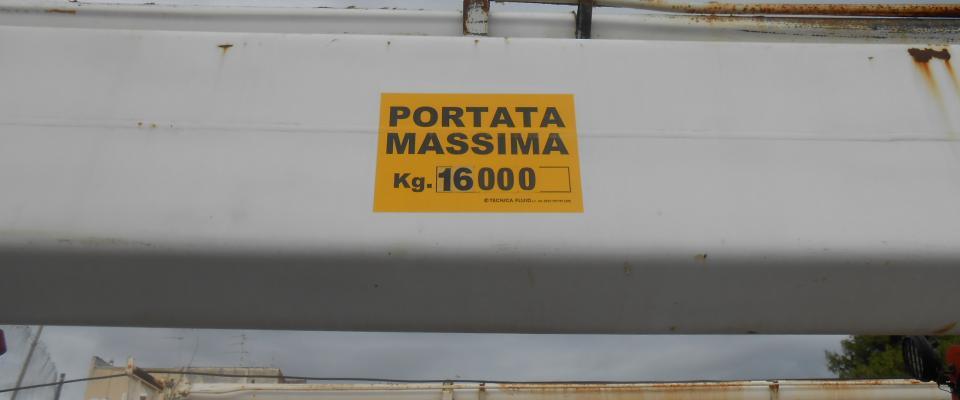 PORTATA
MASSIMA
Kg. 16000
© TECNICA FLUID